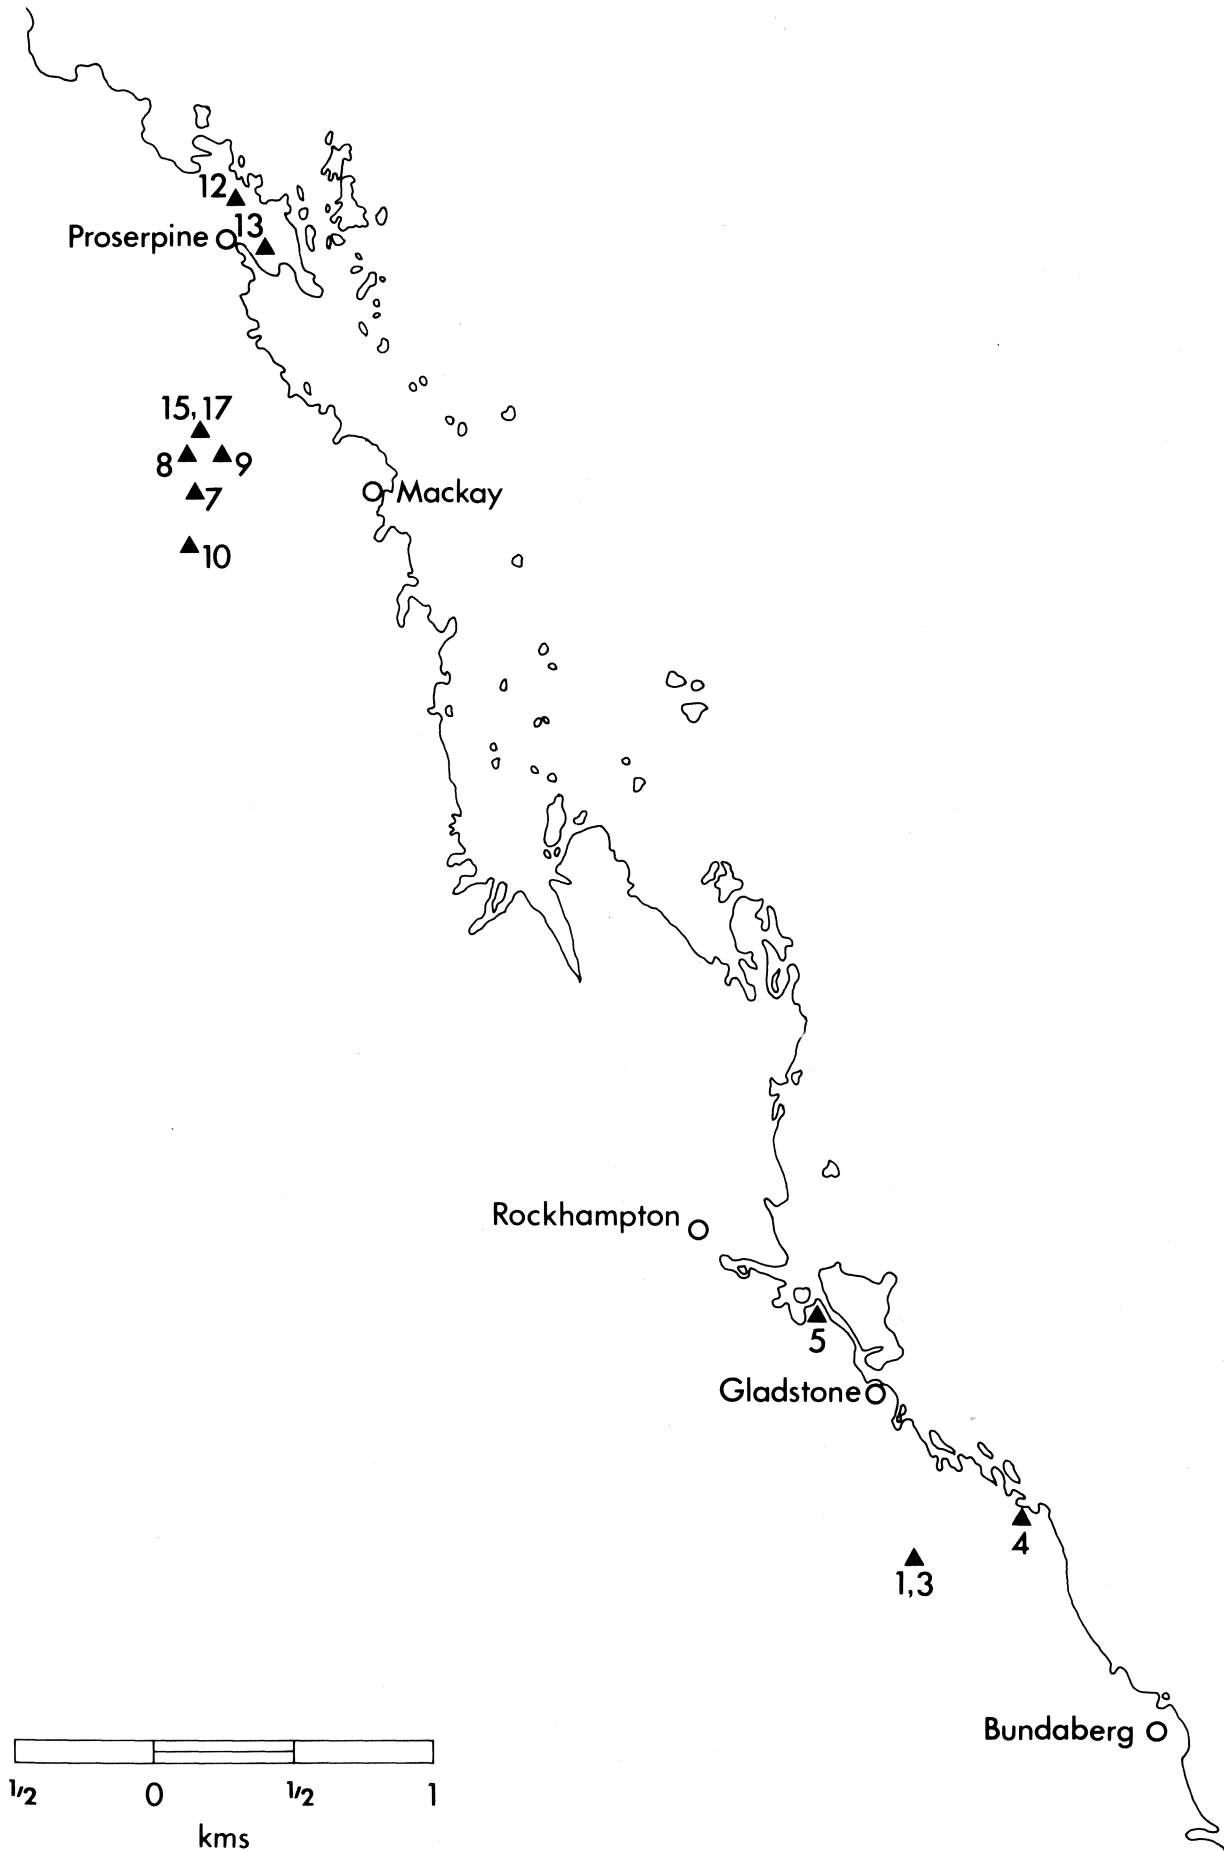 12
13
Proserpine
15,17
8
9
7
Mackay
10
Rockhampton
5
Gladstone
4
1,3
Bundaberg
1/2 0 1/2 1
kms